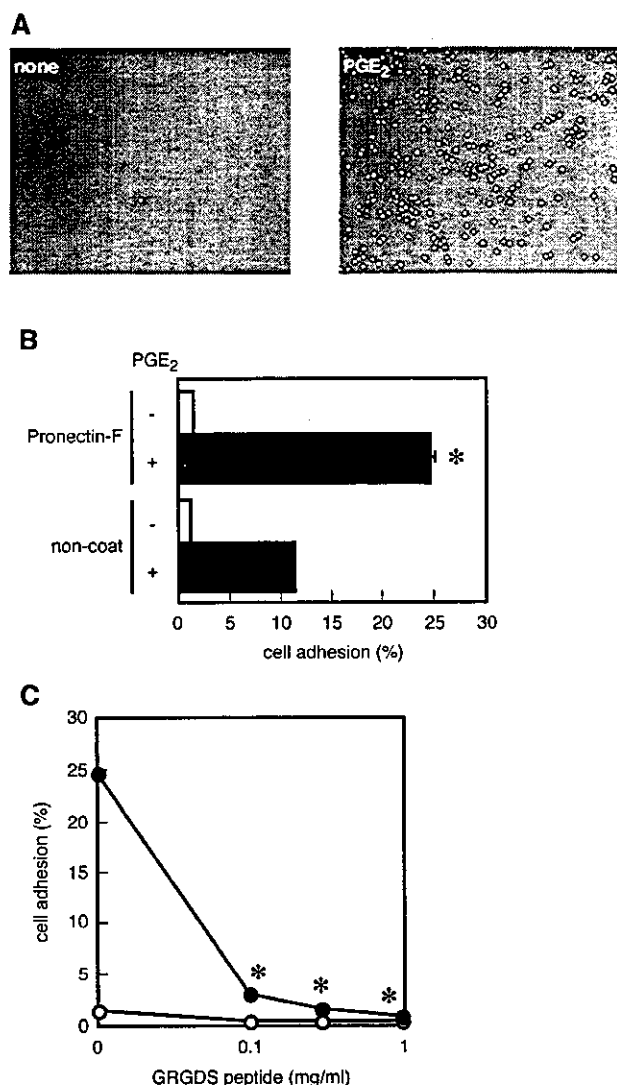 A
none
PGE2
B
PGE2
Pronectin-F
-
+
*
non-coat
-
+
0 5 10 15 20 25 30
cell adhesion (%)
C
30
25
20
15
10
5
0
cell adhesion (%)
* * *
0 0.1 1
GRGDS peptide (mg/ml)